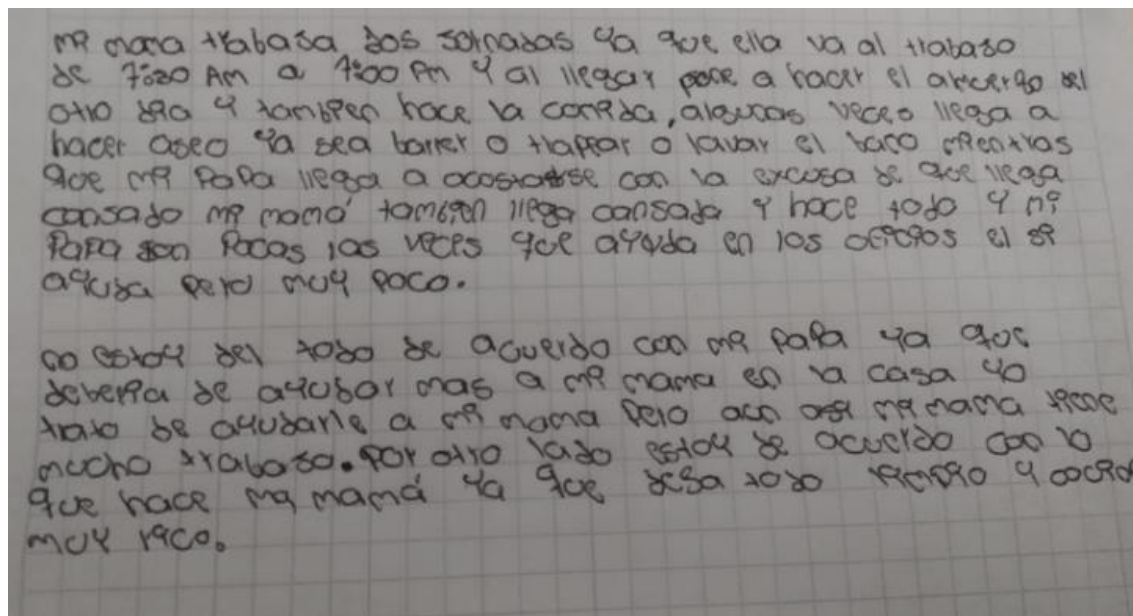 mi mama trabaja dos jornadas ya que ella va al trabajo
de 7:20 Am a 7:00 Pm y al llegar pone a hacer el almuerzo del
otro dia y tambien hace la comida, algunas veces llega a
hacer aseo ya sea barrer o trapear o lavar el baño mientras
que mi Papa llega a acostarse con la excusa de que llega
cansado mi mamá tambien llega cansada y hace todo y mi
Papa son Pocas las veces que ayuda en los oficios el si
ayuda pero muy poco.
no estoy del todo de acuerdo con mi papa ya que
deberia de ayudar mas a mi mama en la casa yo
trato de ayudarle a mi mama pero aun asi mi mama tiene
mucho trabajo. Por otro lado estoy de acuerdo con lo
que hace mi mamá ya que deja todo limpio y cocina
muy rico.